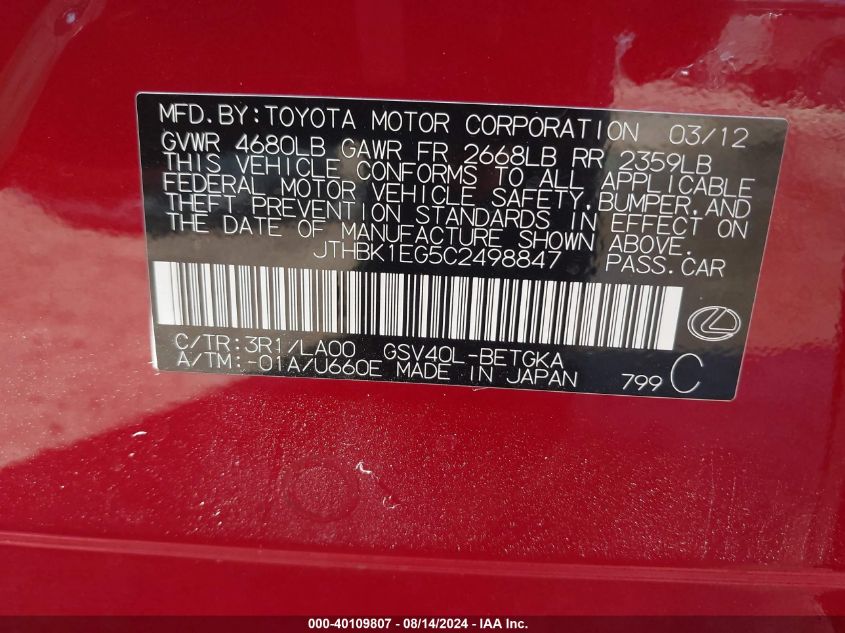 MFD. BY: TOYOTA MOTOR CORPORATION 03/12
GVWR 4680LB GAWR FR 2668LB RR 2359LB
THIS VEHICLE CONFORMS TO ALL APPLICABLE
FEDERAL MOTOR VEHICLE SAFETY, BUMPER, AND
THEFT PREVENTION STANDARDS IN EFFECT ON
THE DATE OF MANUFACTURE SHOWN ABOVE.
JTHBK1EG5C2498847 PASS. CAR
C/TR: 3R1/LA00 GSV40L-BETGKA
A/TM: -01A/U660E MADE IN JAPAN 799 C
000-40109807 - 08/14/2024 - IAA Inc.